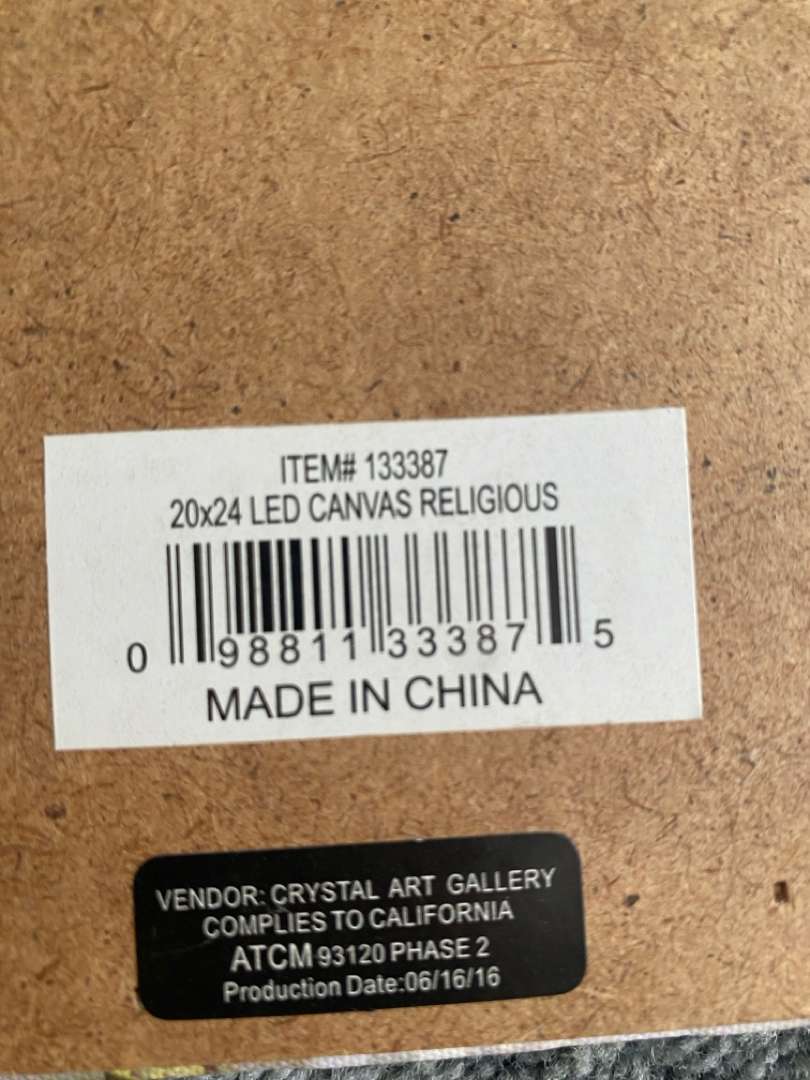 ITEM# 133387
20x24 LED CANVAS RELIGIOUS
0 98811 33387 5
MADE IN CHINA
VENDOR: CRYSTAL ART GALLERY
COMPLIES TO CALIFORNIA
ATCM 93120 PHASE 2
Production Date:06/16/16